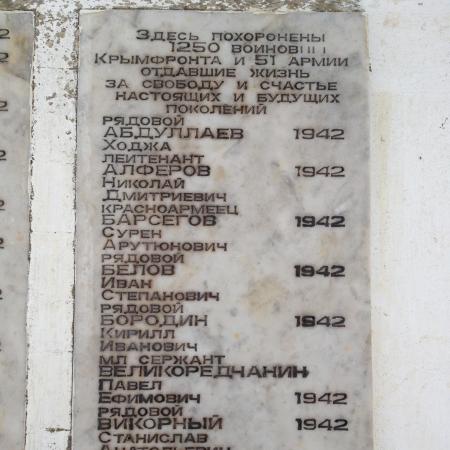 Здесь похоронены
1250 воинов
Крымфронта и 51 армии
отдавшие жизнь
за свободу и счастье
настоящих и будущих
поколений
рядовой
АБДУЛЛАЕВ 1942
Ходжа
лейтенант
АЛФЕРОВ 1942
Николай
Дмитриевич
красноармеец
БАРСЕГОВ 1942
Сурен
Арутюнович
рядовой
БЕЛОВ 1942
Иван
Степанович
рядовой
БОРОДИН 1942
Кирилл
Иванович
мл сержант
ВЕЛИКОРЕДЧАНИН
Павел
Ефимович 1942
рядовой
ВИКОРНЫЙ 1942
Станислав
Анатольевич